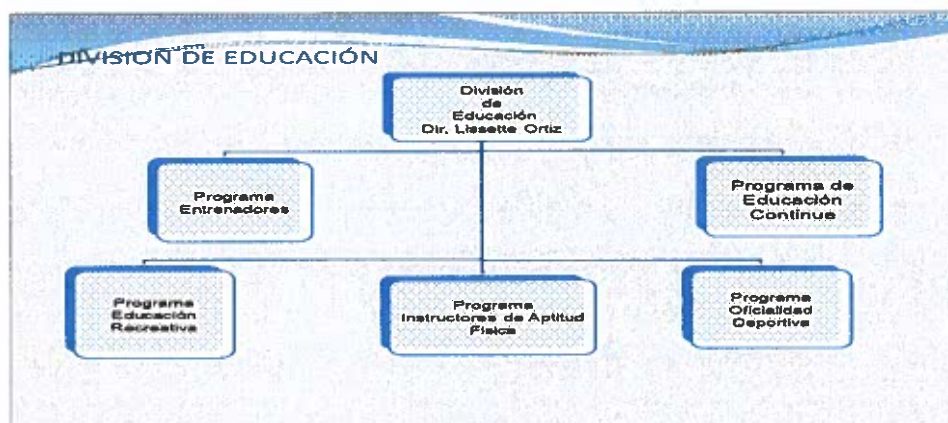 DIVISIÓN DE EDUCACIÓN
División
de
Educación
Dir. Lissette Ortiz
Programa
Entrenadores
Programa de
Educación
Continua
Programa
Educación
Recreativa
Programa
Instructores de Aptitud
Física
Programa
Oficialidad
Deportiva